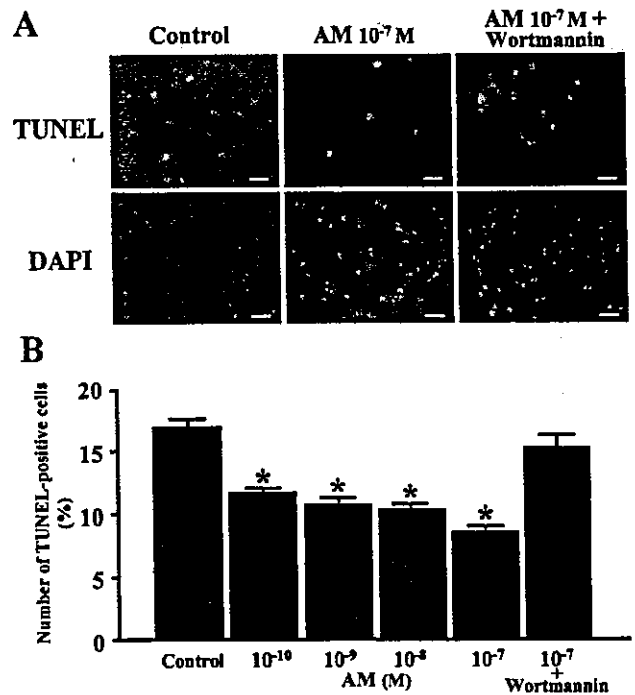 A
Control
AM 10⁻⁷ M
AM 10⁻⁷ M +
Wortmannin
TUNEL
DAPI
B
Number of TUNEL-positive cells
(%)
20
15
10
5
0
* * * *
Control 10⁻¹⁰ 10⁻⁹ 10⁻⁸ 10⁻⁷ 10⁻⁷
+
AM (M) Wortmannin